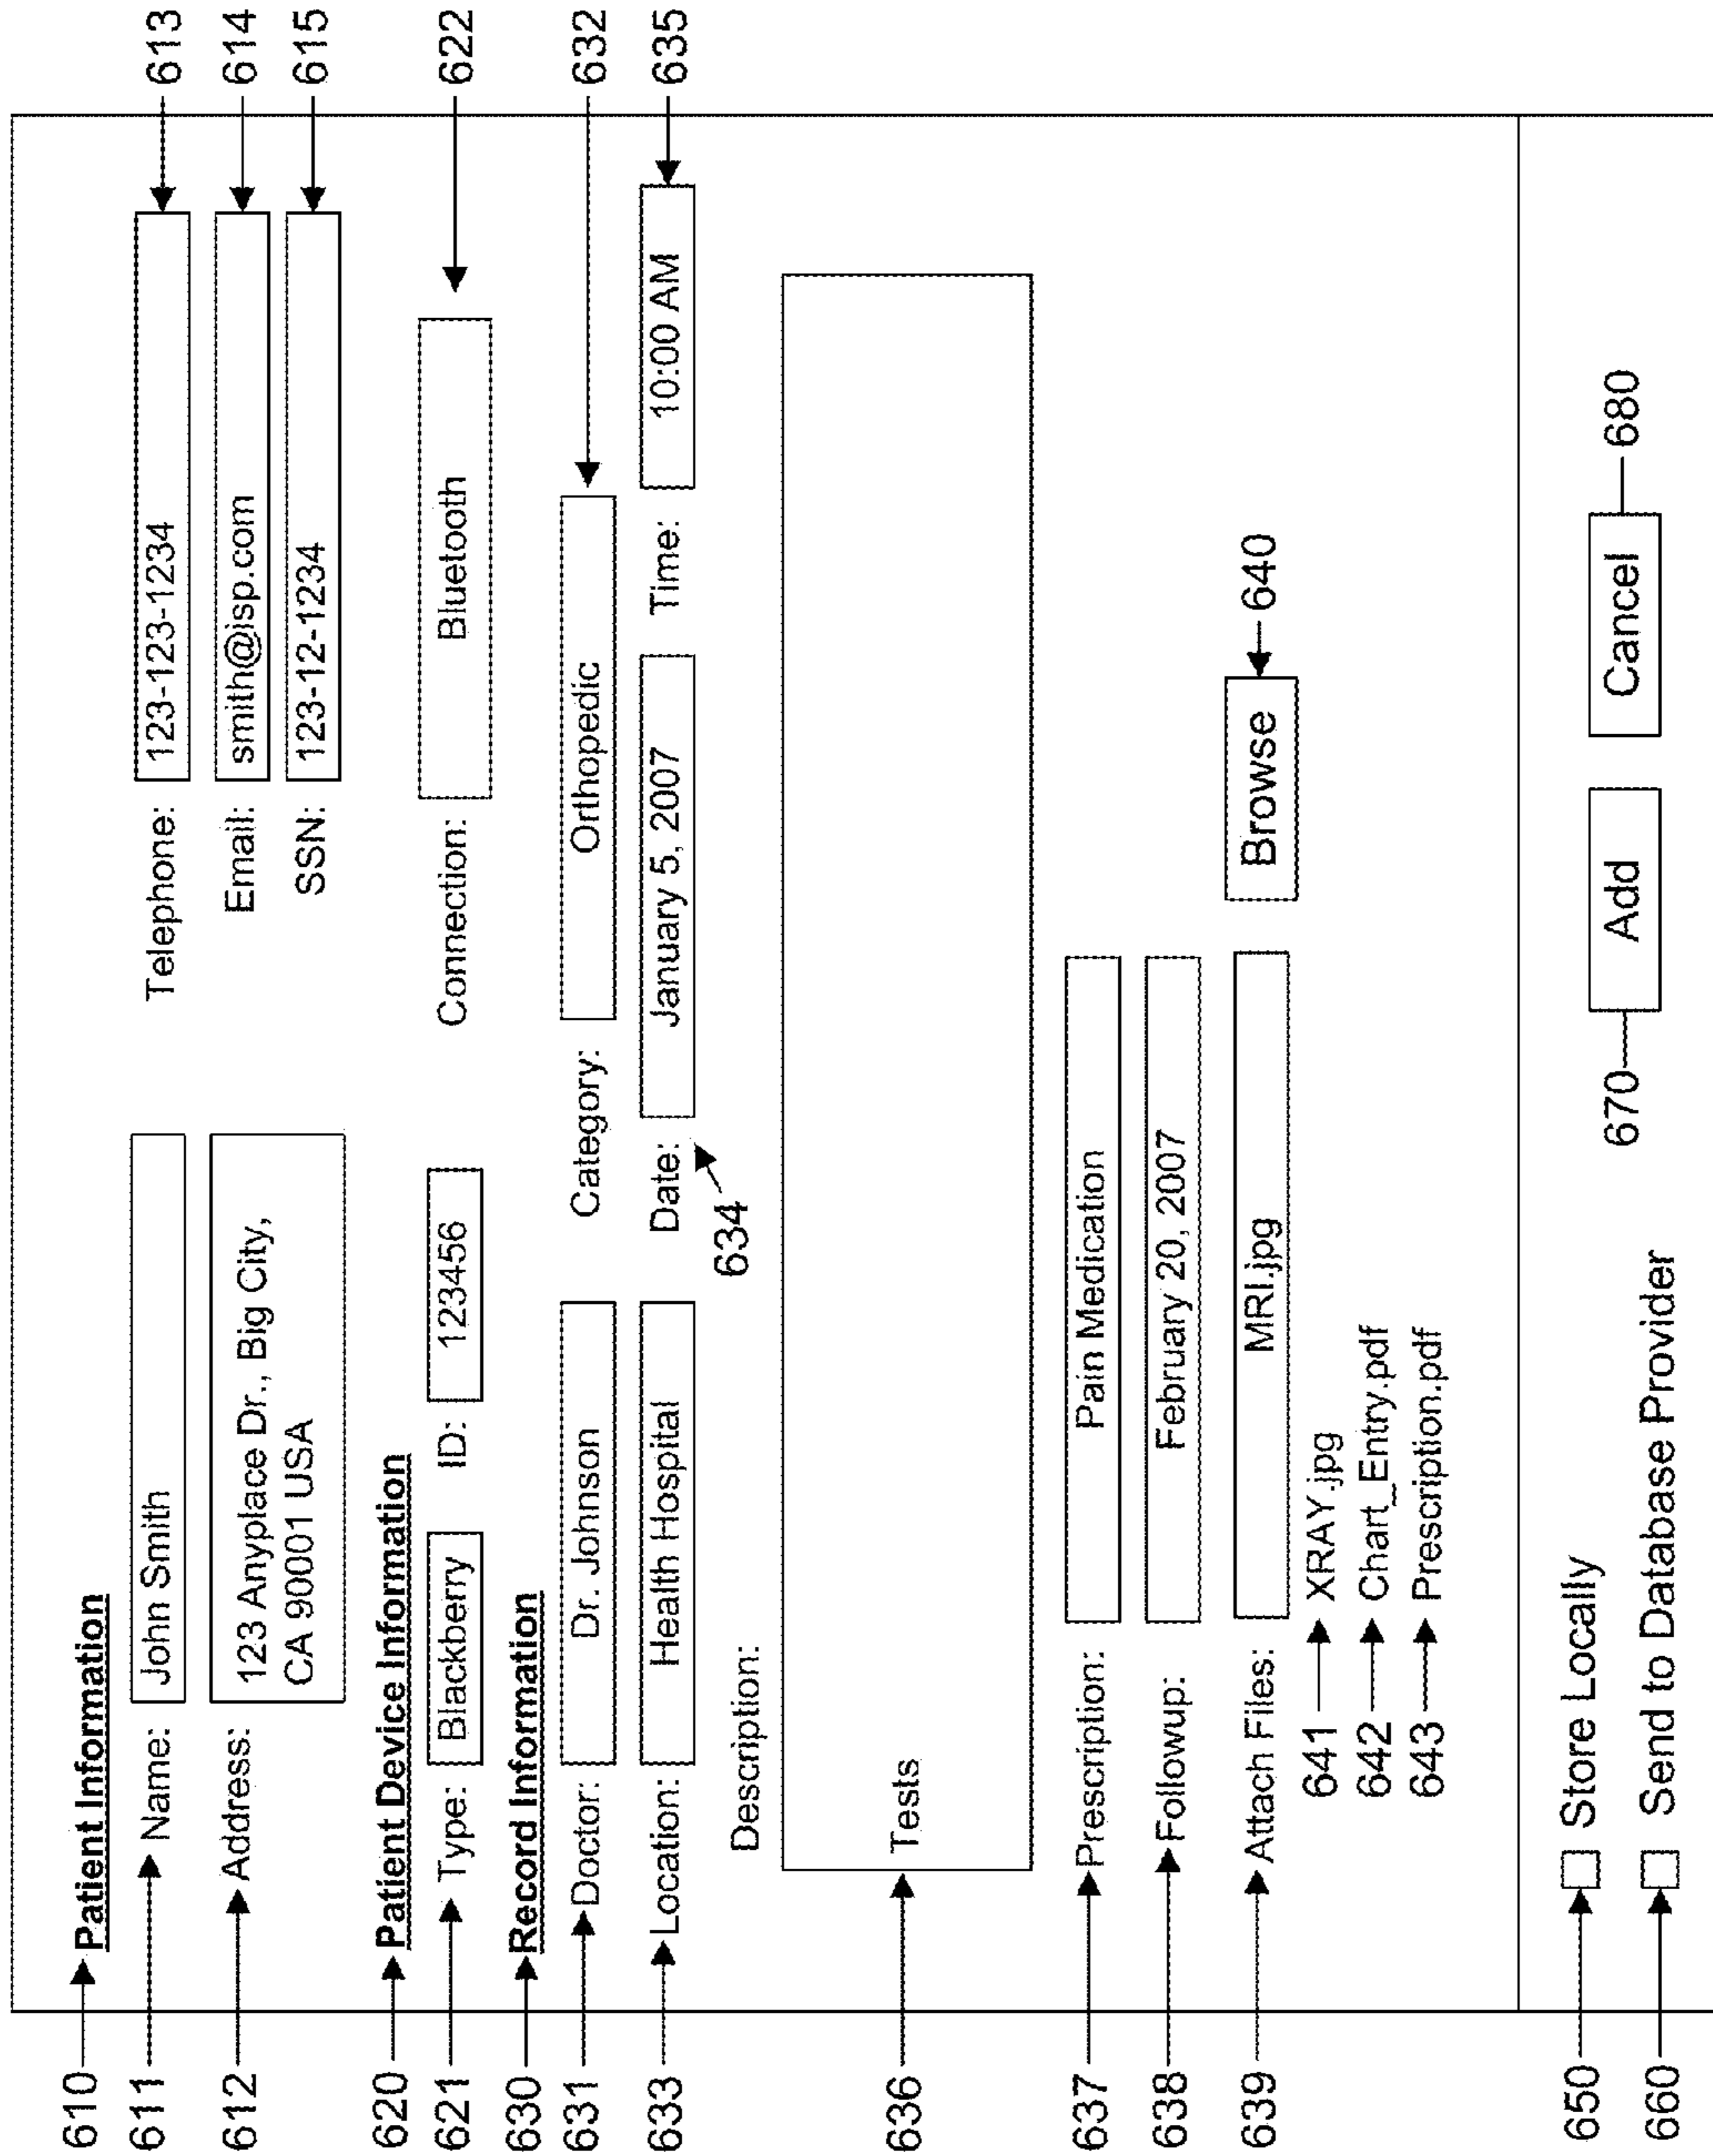 610 Patient Information
611 Name: John Smith Telephone: 123-123-1234 613
612 Address: 123 Anyplace Dr., Big City, Email: smith@isp.com 614
CA 90001 USA SSN: 123-12-1234 615
620 Patient Device Information
621 Type: Blackberry ID: 123456 Connection: Bluetooth 622
630 Record Information
631 Doctor: Dr. Johnson Category: Orthopedic 632
633 Location: Health Hospital Date: January 5, 2007 Time: 10:00 AM 635
634
Description:
636 Tests
637 Prescription: Pain Medication
638 Followup: February 20, 2007
639 Attach Files: MRI.jpg Browse 640
641 XRAY.jpg
642 Chart_Entry.pdf
643 Prescription.pdf
650 Store Locally
670 Add Cancel 680
660 Send to Database Provider